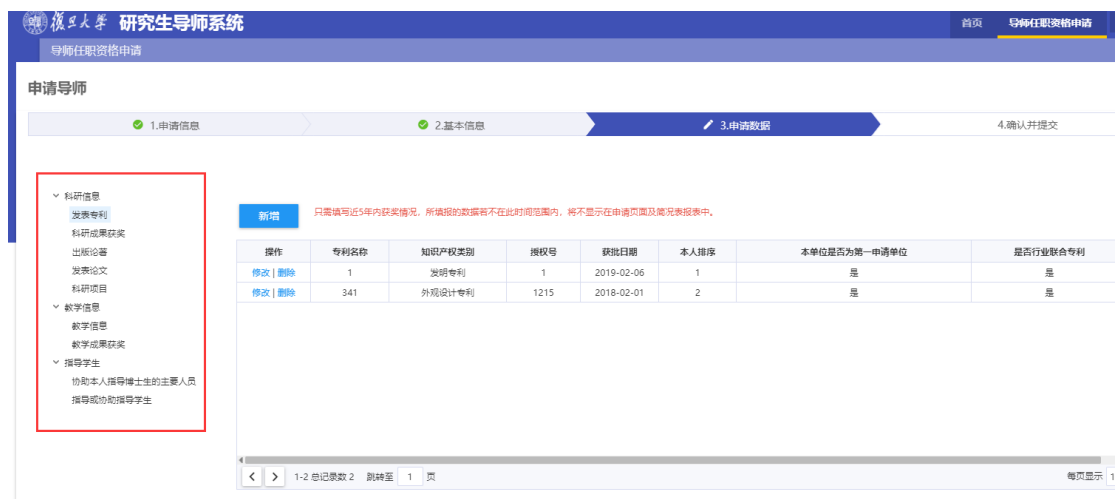 復旦大學 研究生导师系统
首页 导师任职资格申请
导师任职资格申请
申请导师
1.申请信息 2.基本信息 3.申请数据 4.确认并提交
科研信息
发表专利
科研成果获奖
出版论著
发表论文
科研项目
教学信息
教学信息
教学成果获奖
指导学生
协助本人指导博士生的主要人员
指导或协助指导学生
新增 只需填写近5年内获奖情况，所填报的数据若不在此时间范围内，将不显示在申请页面及简况表报表中。
操作 专利名称 知识产权类别 授权号 获批日期 本人排序 本单位是否为第一申请单位 是否行业联合专利
修改 | 删除 1 发明专利 1 2019-02-06 1 是 是
修改 | 删除 341 外观设计专利 1215 2018-02-01 2 是 是
1-2 总记录数 2 跳转至 1 页 每页显示 1